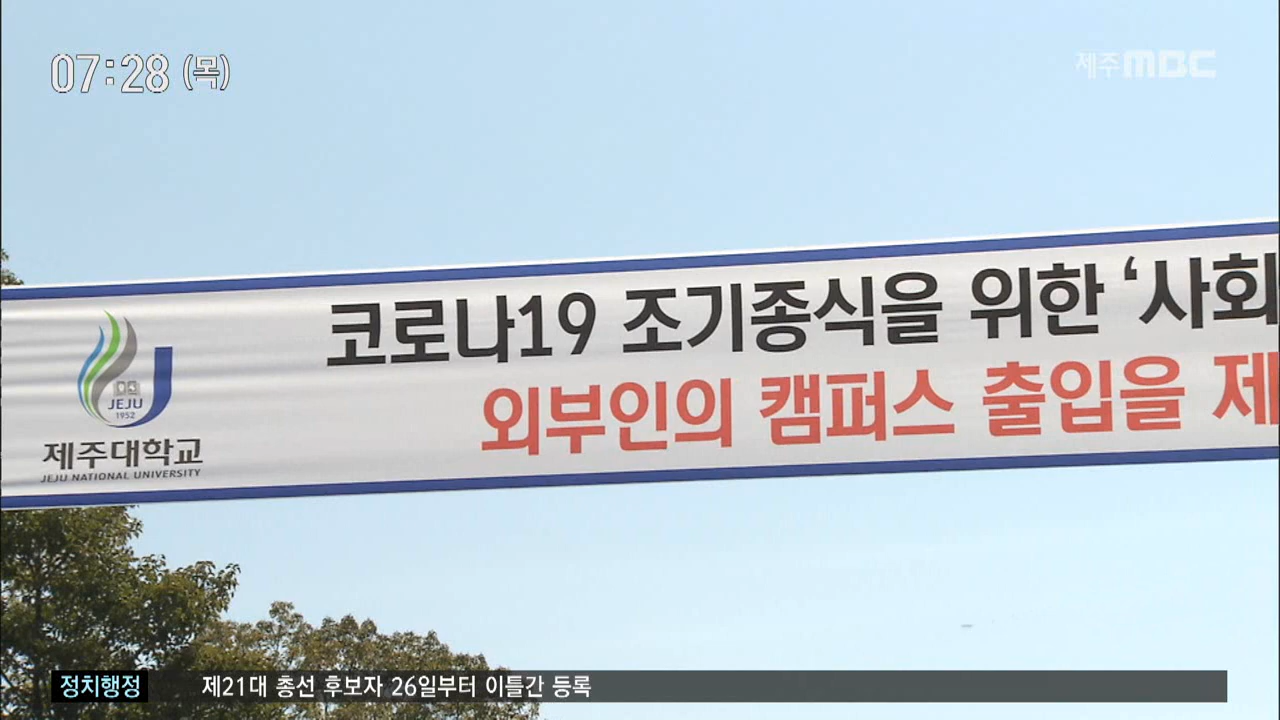 07:28 (목)
제주MBC
코로나19 조기종식을 위한 ‘사회
외부인의 캠퍼스 출입을 제
JEJU
1952
제주대학교
JEJU NATIONAL UNIVERSITY
정치행정 제21대 총선 후보자 26일부터 이틀간 등록